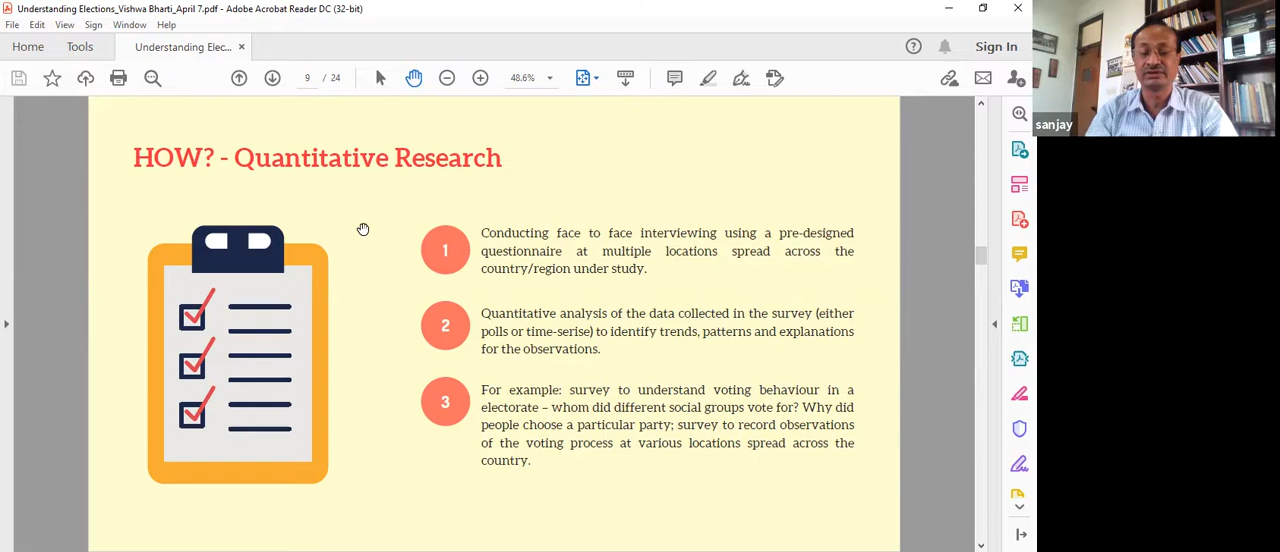 Understanding Elections_Vishwa Bharti_April 7.pdf - Adobe Acrobat Reader DC (32-bit)
File Edit View Sign Window Help
Home Tools Understanding Elec... ×
Sign In
9 / 24
48.6%
sanjay
HOW? - Quantitative Research
1
Conducting face to face interviewing using a pre-designed
questionnaire at multiple locations spread across the
country/region under study.
2
Quantitative analysis of the data collected in the survey (either
polls or time-serise) to identify trends, patterns and explanations
for the observations.
3
For example: survey to understand voting behaviour in a
electorate – whom did different social groups vote for? Why did
people choose a particular party; survey to record observations
of the voting process at various locations spread across the
country.